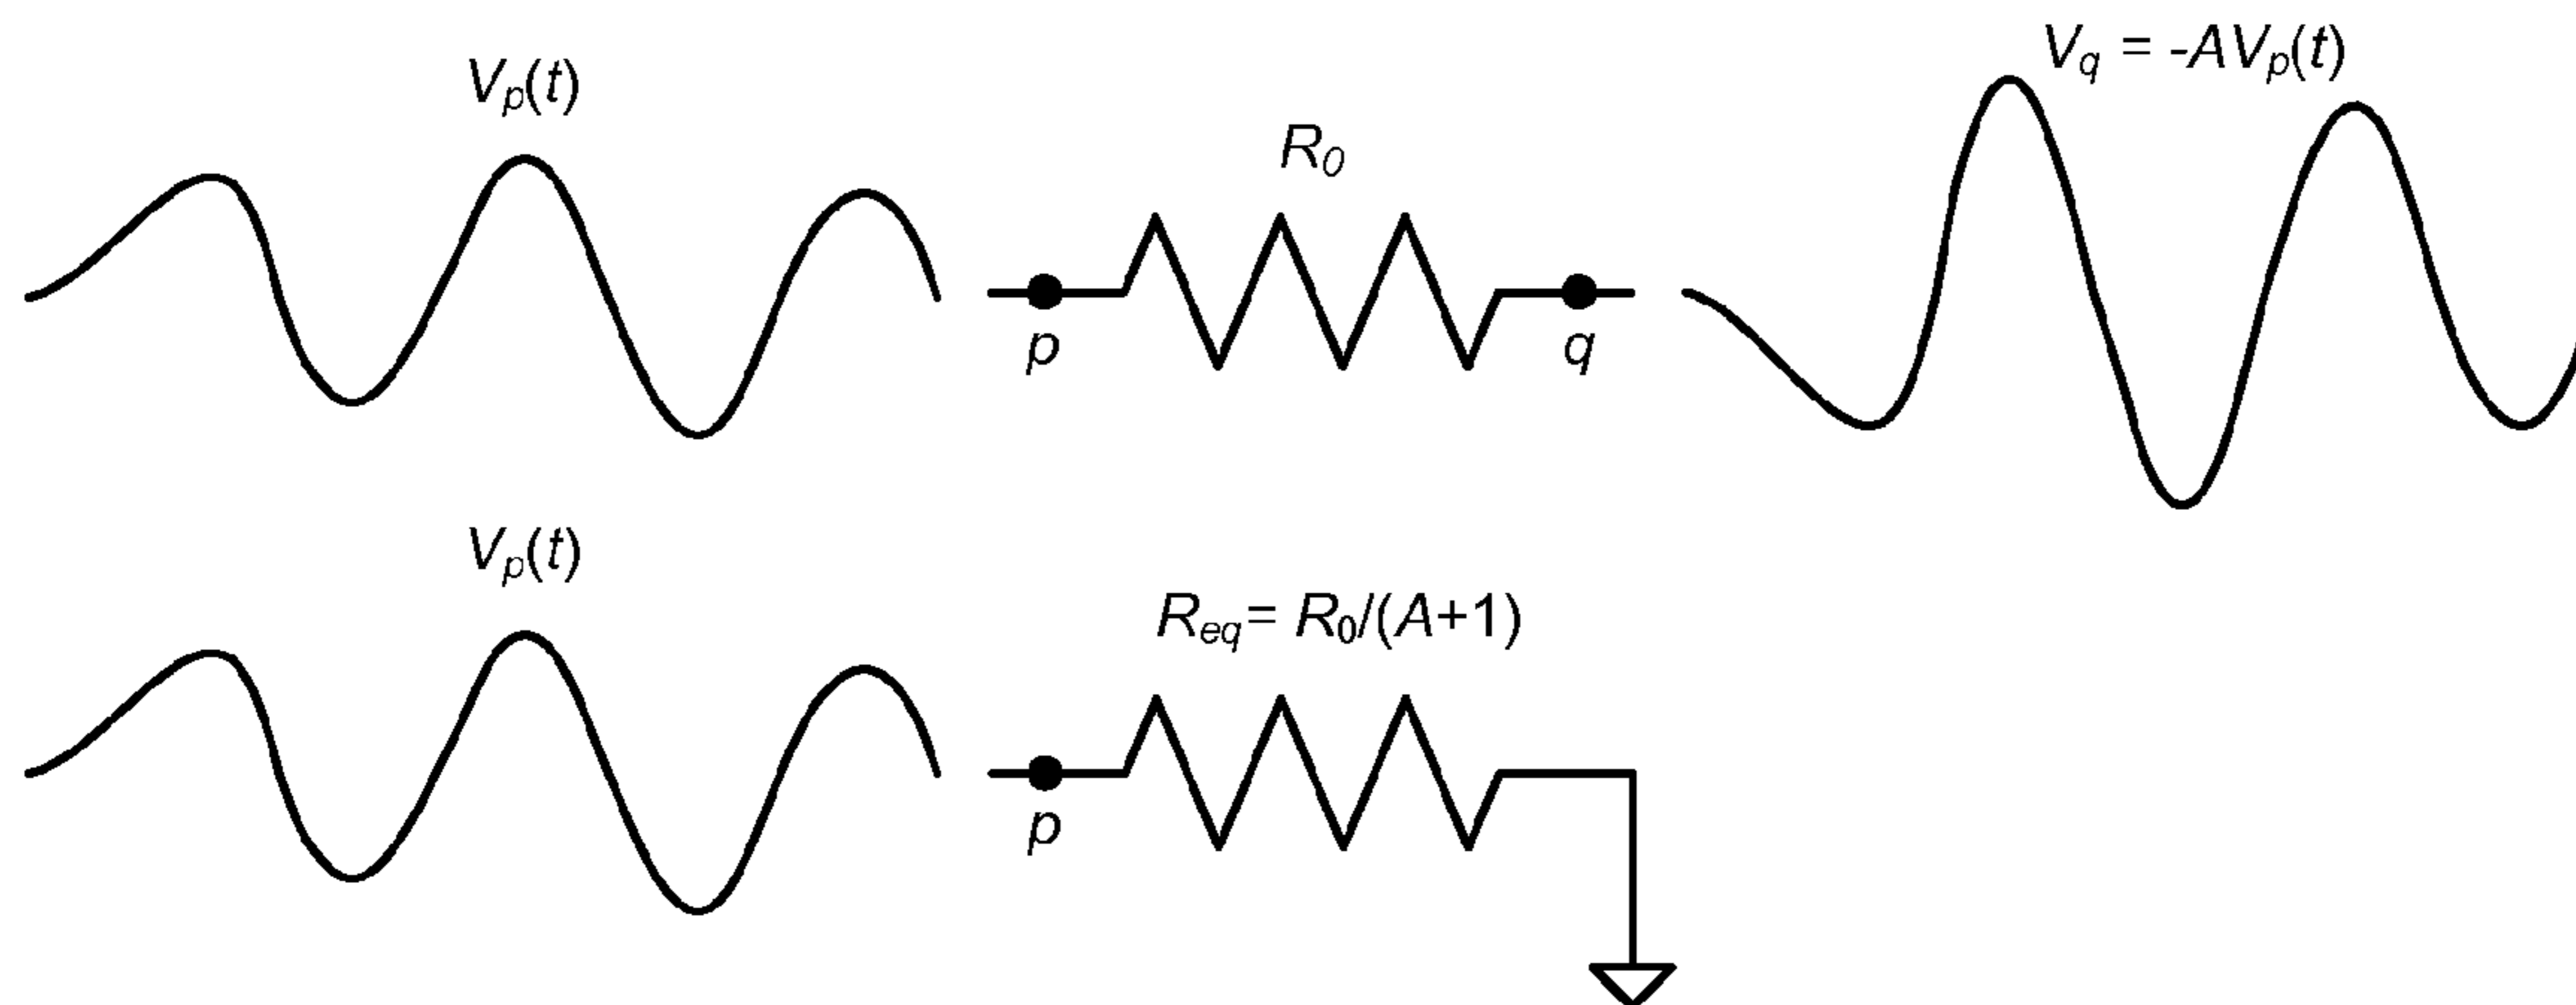 Vp(t)
R0
Vq = -AVp(t)
p
q
Vp(t)
Req= R0/(A+1)
p